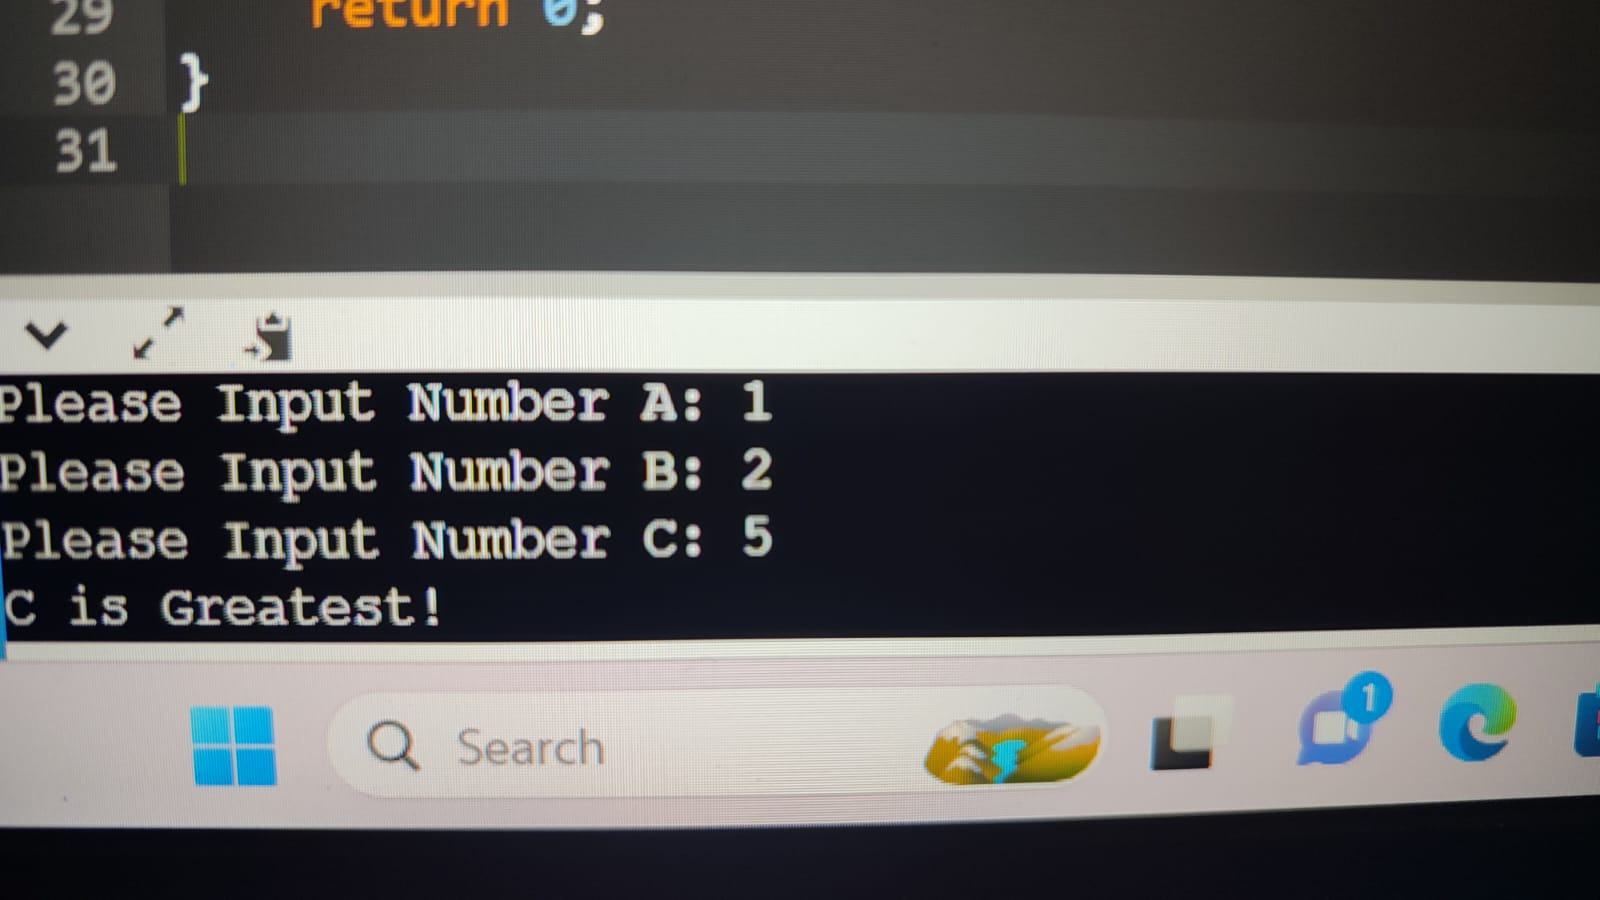 29 return 0;
30 }
31
Please Input Number A: 1
Please Input Number B: 2
Please Input Number C: 5
C is Greatest!
Search
1